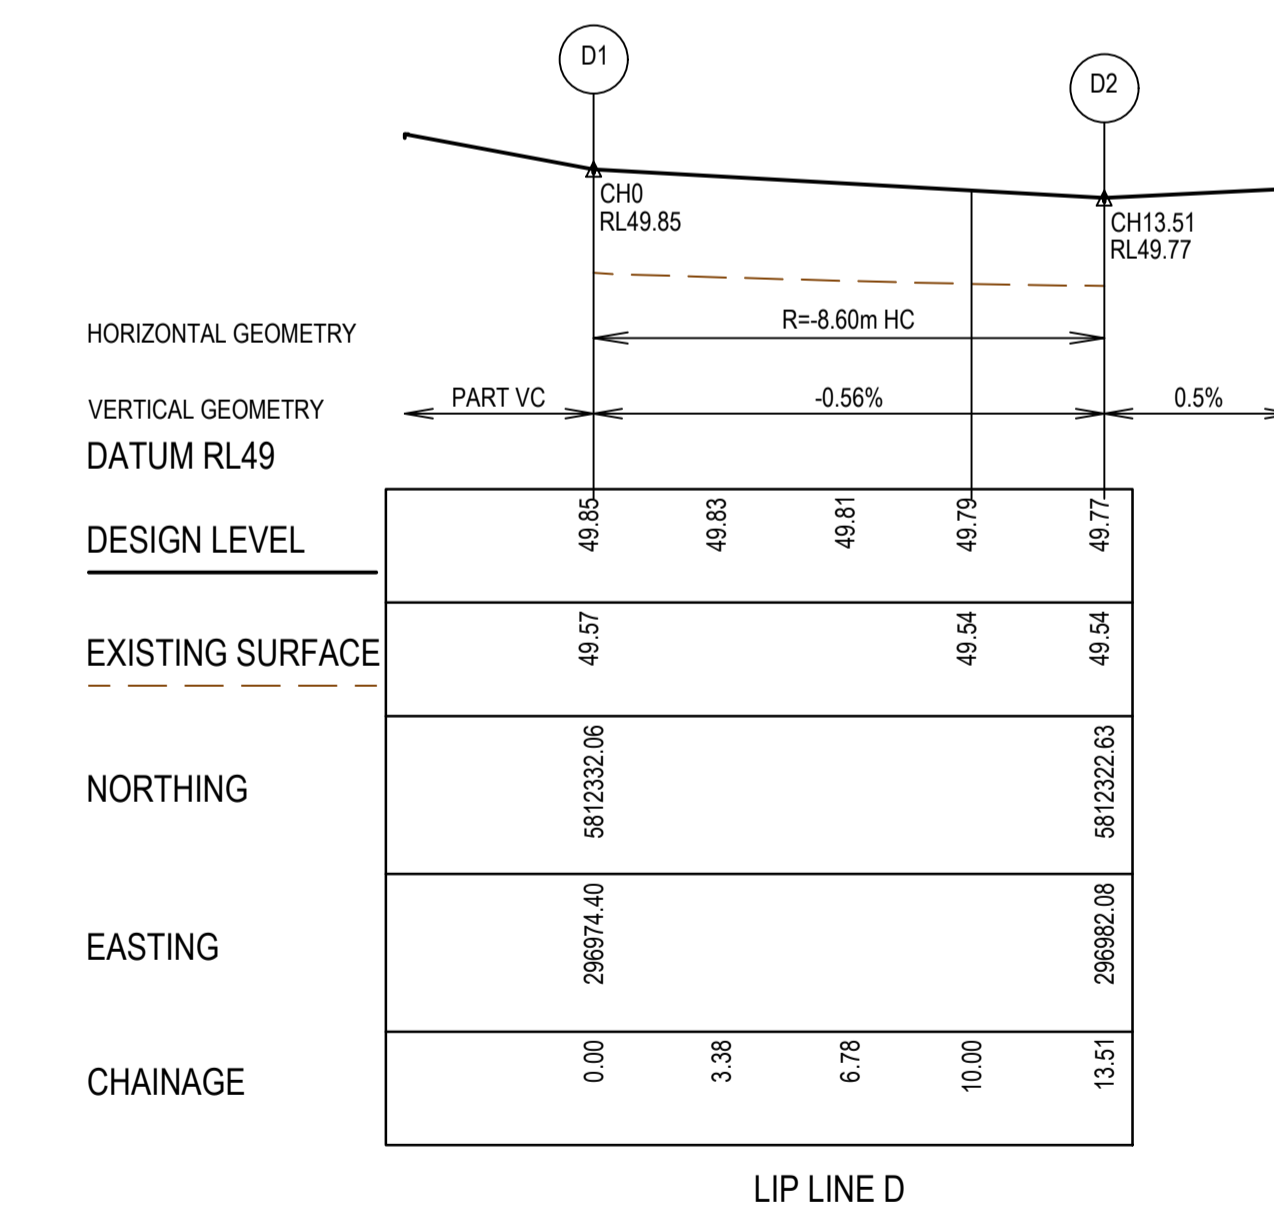 D1
D2
CH0
RL49.85
CH13.51
RL49.77
HORIZONTAL GEOMETRY
R=-8.60m HC
VERTICAL GEOMETRY
PART VC
-0.56%
0.5%
DATUM RL49
DESIGN LEVEL
49.85
49.83
49.81
49.79
49.77
EXISTING SURFACE
49.57
49.54
49.54
NORTHING
5812332.06
5812322.63
EASTING
296974.40
296982.08
CHAINAGE
0.00
3.38
6.78
10.00
13.51
LIP LINE D